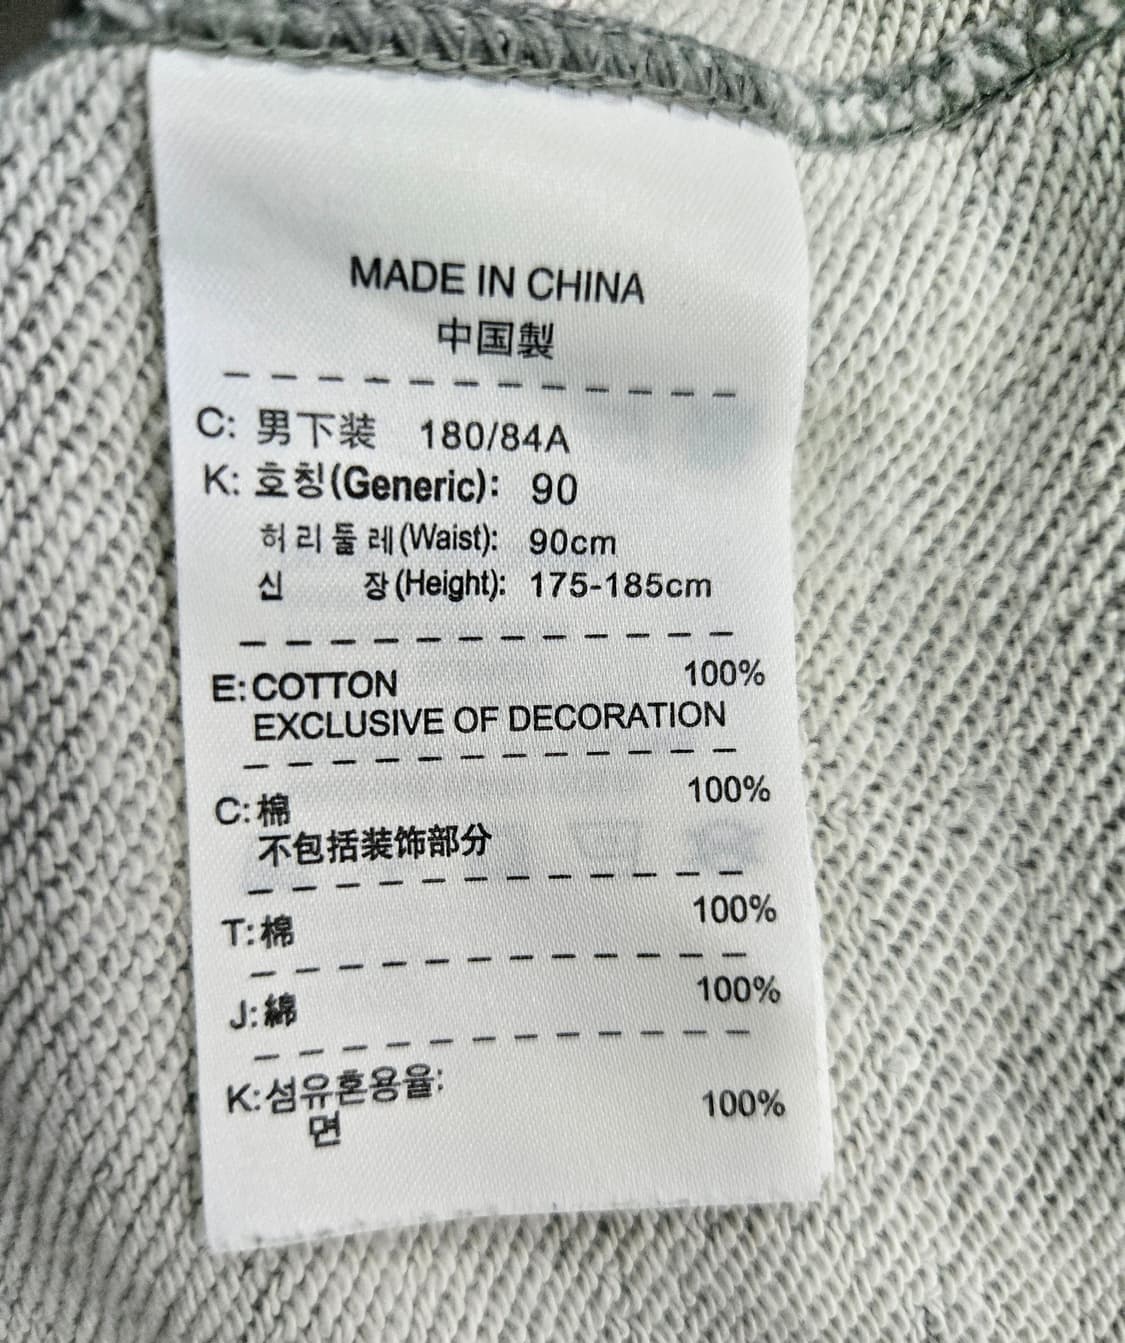 MADE IN CHINA
中国製
C: 男下装 180/84A
K: 호칭(Generic): 90
허리둘레(Waist): 90cm
신 장(Height): 175-185cm
E: COTTON 100%
EXCLUSIVE OF DECORATION
C: 棉 100%
不包括装饰部分
T: 棉 100%
J: 綿 100%
K: 섬유혼용율:
면 100%